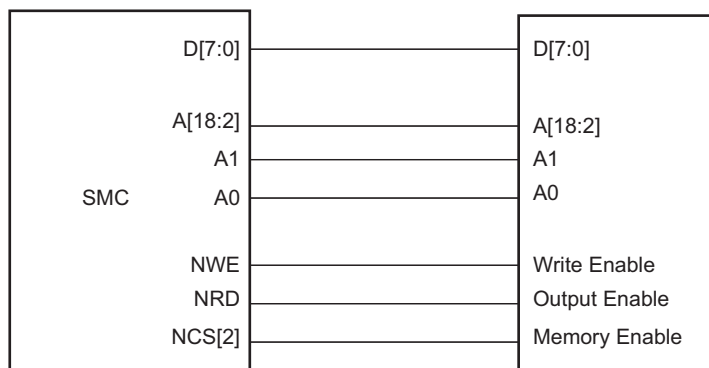 D[7:0] D[7:0]
A[18:2] A[18:2]
A1 A1
SMC A0 A0
NWE Write Enable
NRD Output Enable
NCS[2] Memory Enable